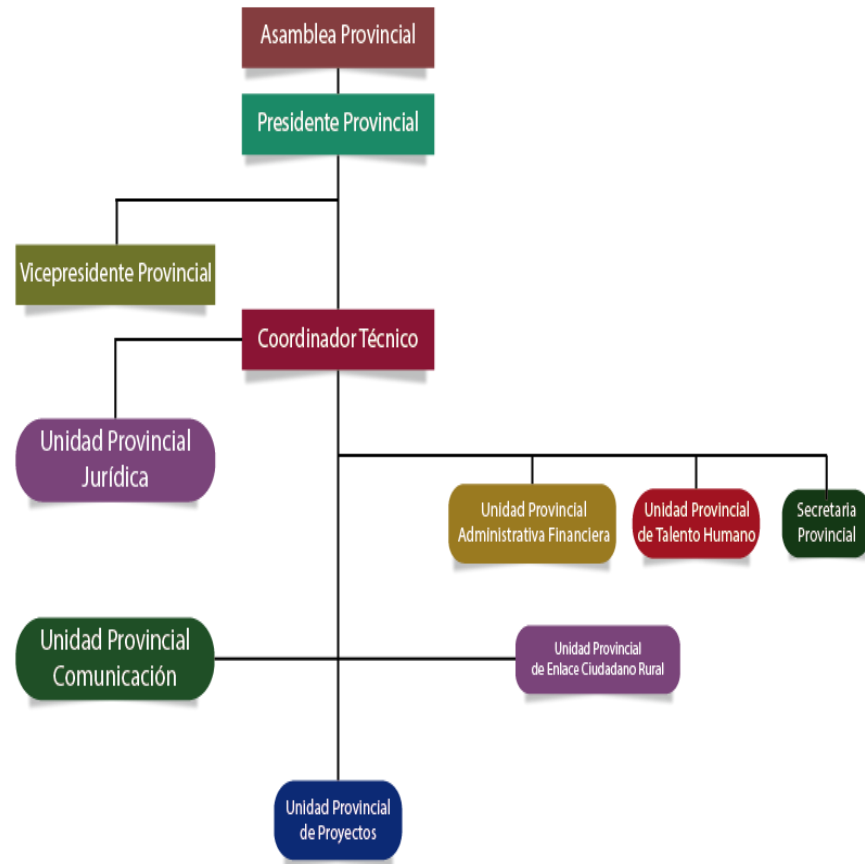 Asamblea Provincial
Presidente Provincial
Vicepresidente Provincial
Coordinador Técnico
Unidad Provincial
Jurídica
Unidad Provincial
Administrativa Financiera
Unidad Provincial
de Talento Humano
Secretaria
Provincial
Unidad Provincial
Comunicación
Unidad Provincial
de Enlace Ciudadano Rural
Unidad Provincial
de Proyectos